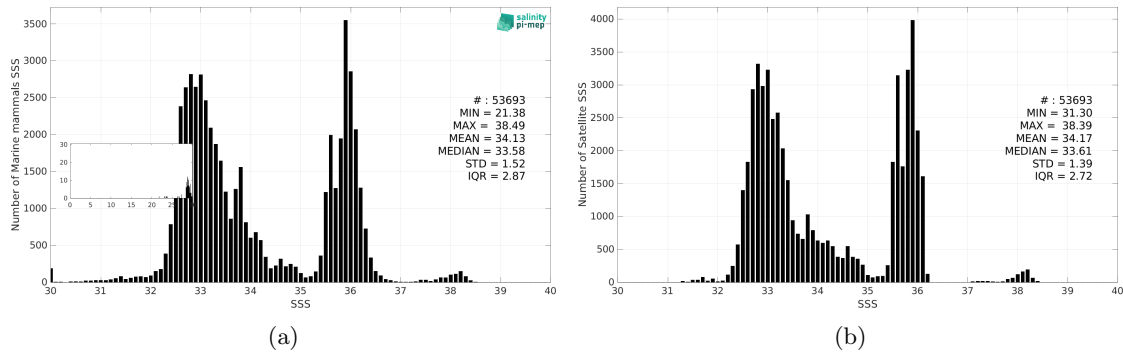 salinity
pi-mep
3500
3000
2500
2000
1500
1000
500
0
Number of Marine mammals SSS
# : 53693
MIN = 21.38
MAX = 38.49
MEAN = 34.13
MEDIAN = 33.58
STD = 1.52
IQR = 2.87
30
20
10
0
0 5 10 15 20 25
30 31 32 33 34 35 36 37 38 39 40
SSS
(a)
4000
3500
3000
2500
2000
1500
1000
500
0
Number of Satellite SSS
# : 53693
MIN = 31.30
MAX = 38.39
MEAN = 34.17
MEDIAN = 33.61
STD = 1.39
IQR = 2.72
30 31 32 33 34 35 36 37 38 39 40
SSS
(b)